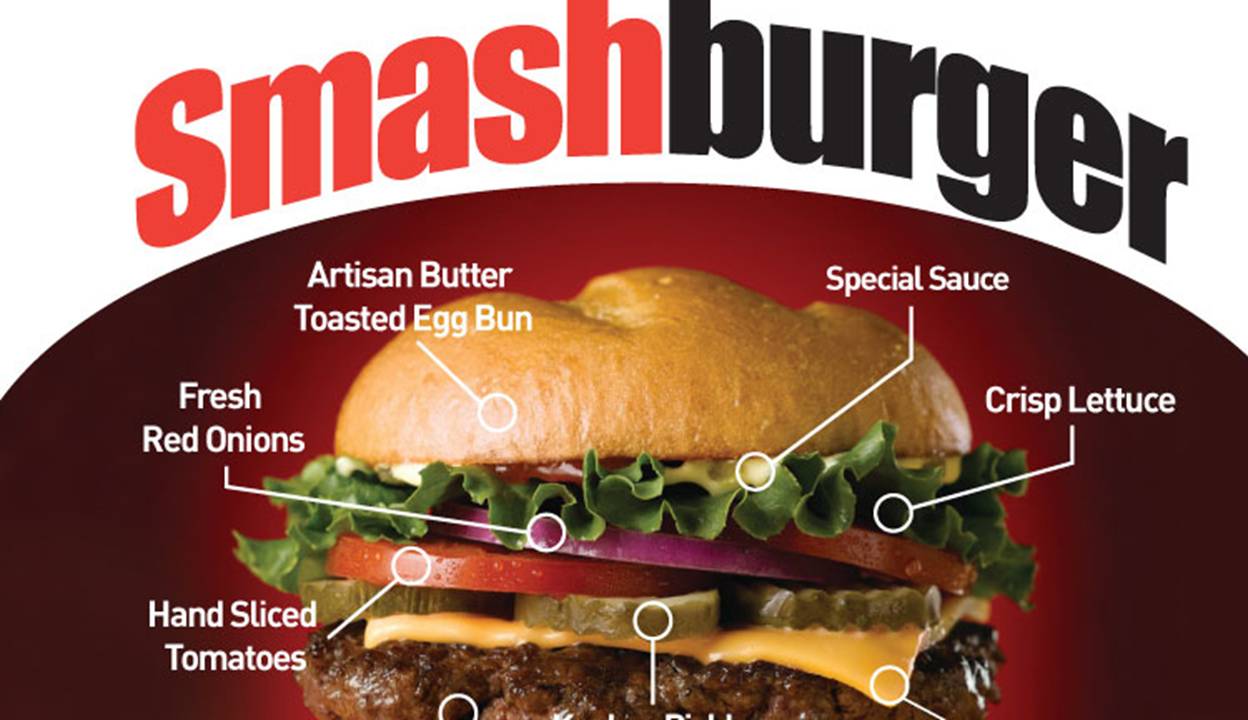 Smashburger
Artisan Butter
Toasted Egg Bun
Special Sauce
Fresh
Red Onions
Crisp Lettuce
Hand Sliced
Tomatoes